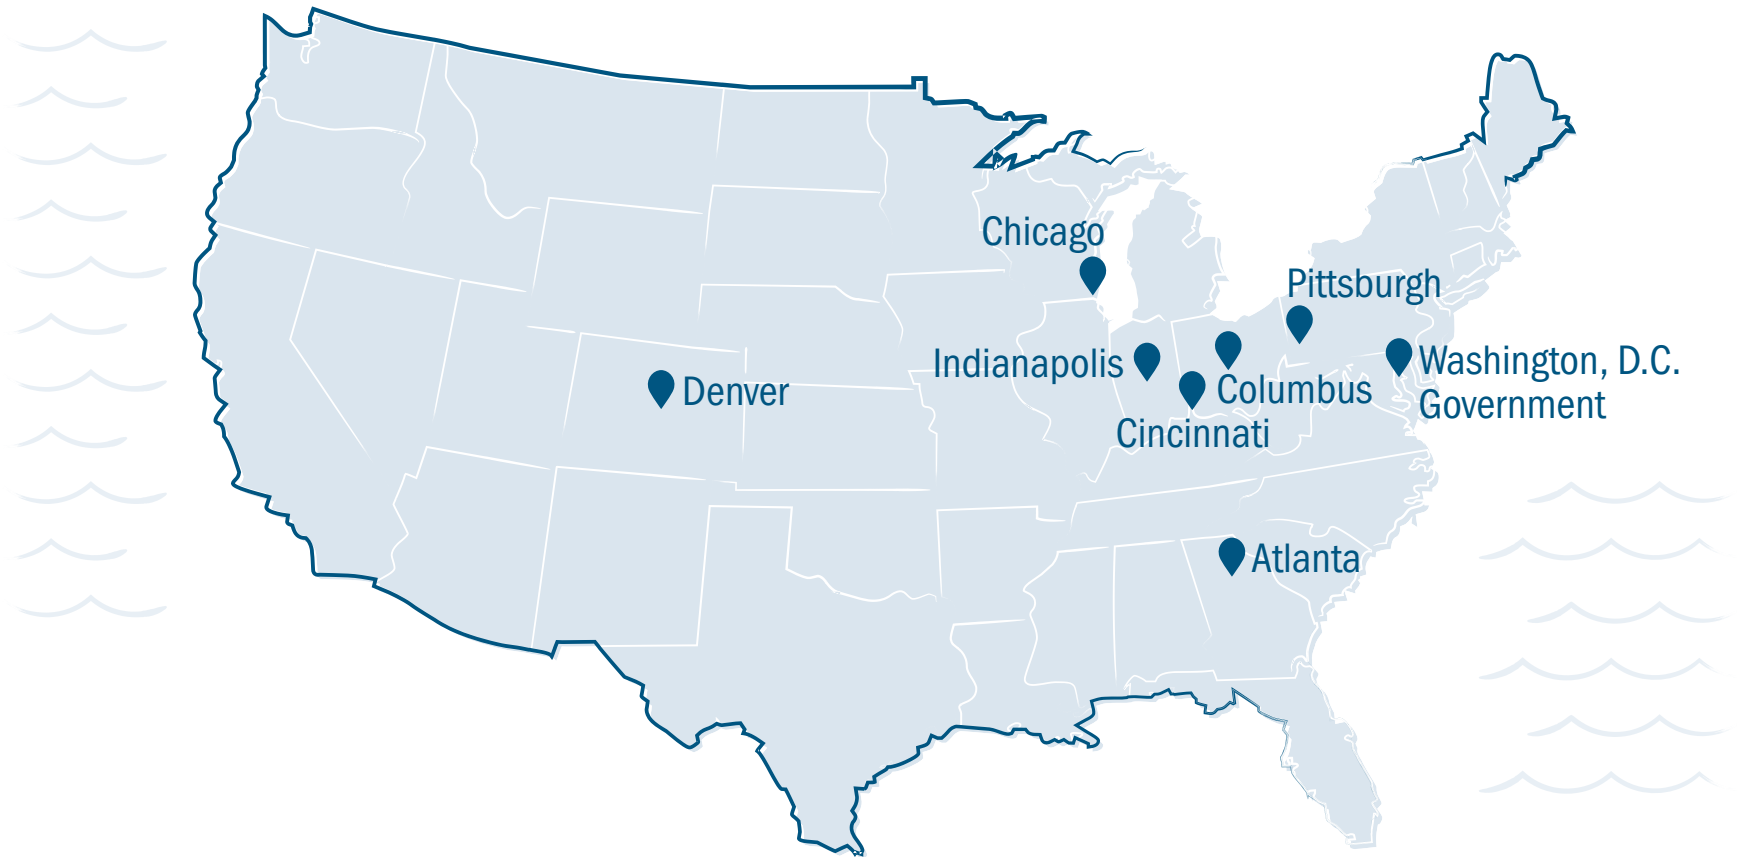 Chicago
Pittsburgh
Indianapolis
Washington, D.C.
Government
Denver
Columbus
Cincinnati
Atlanta